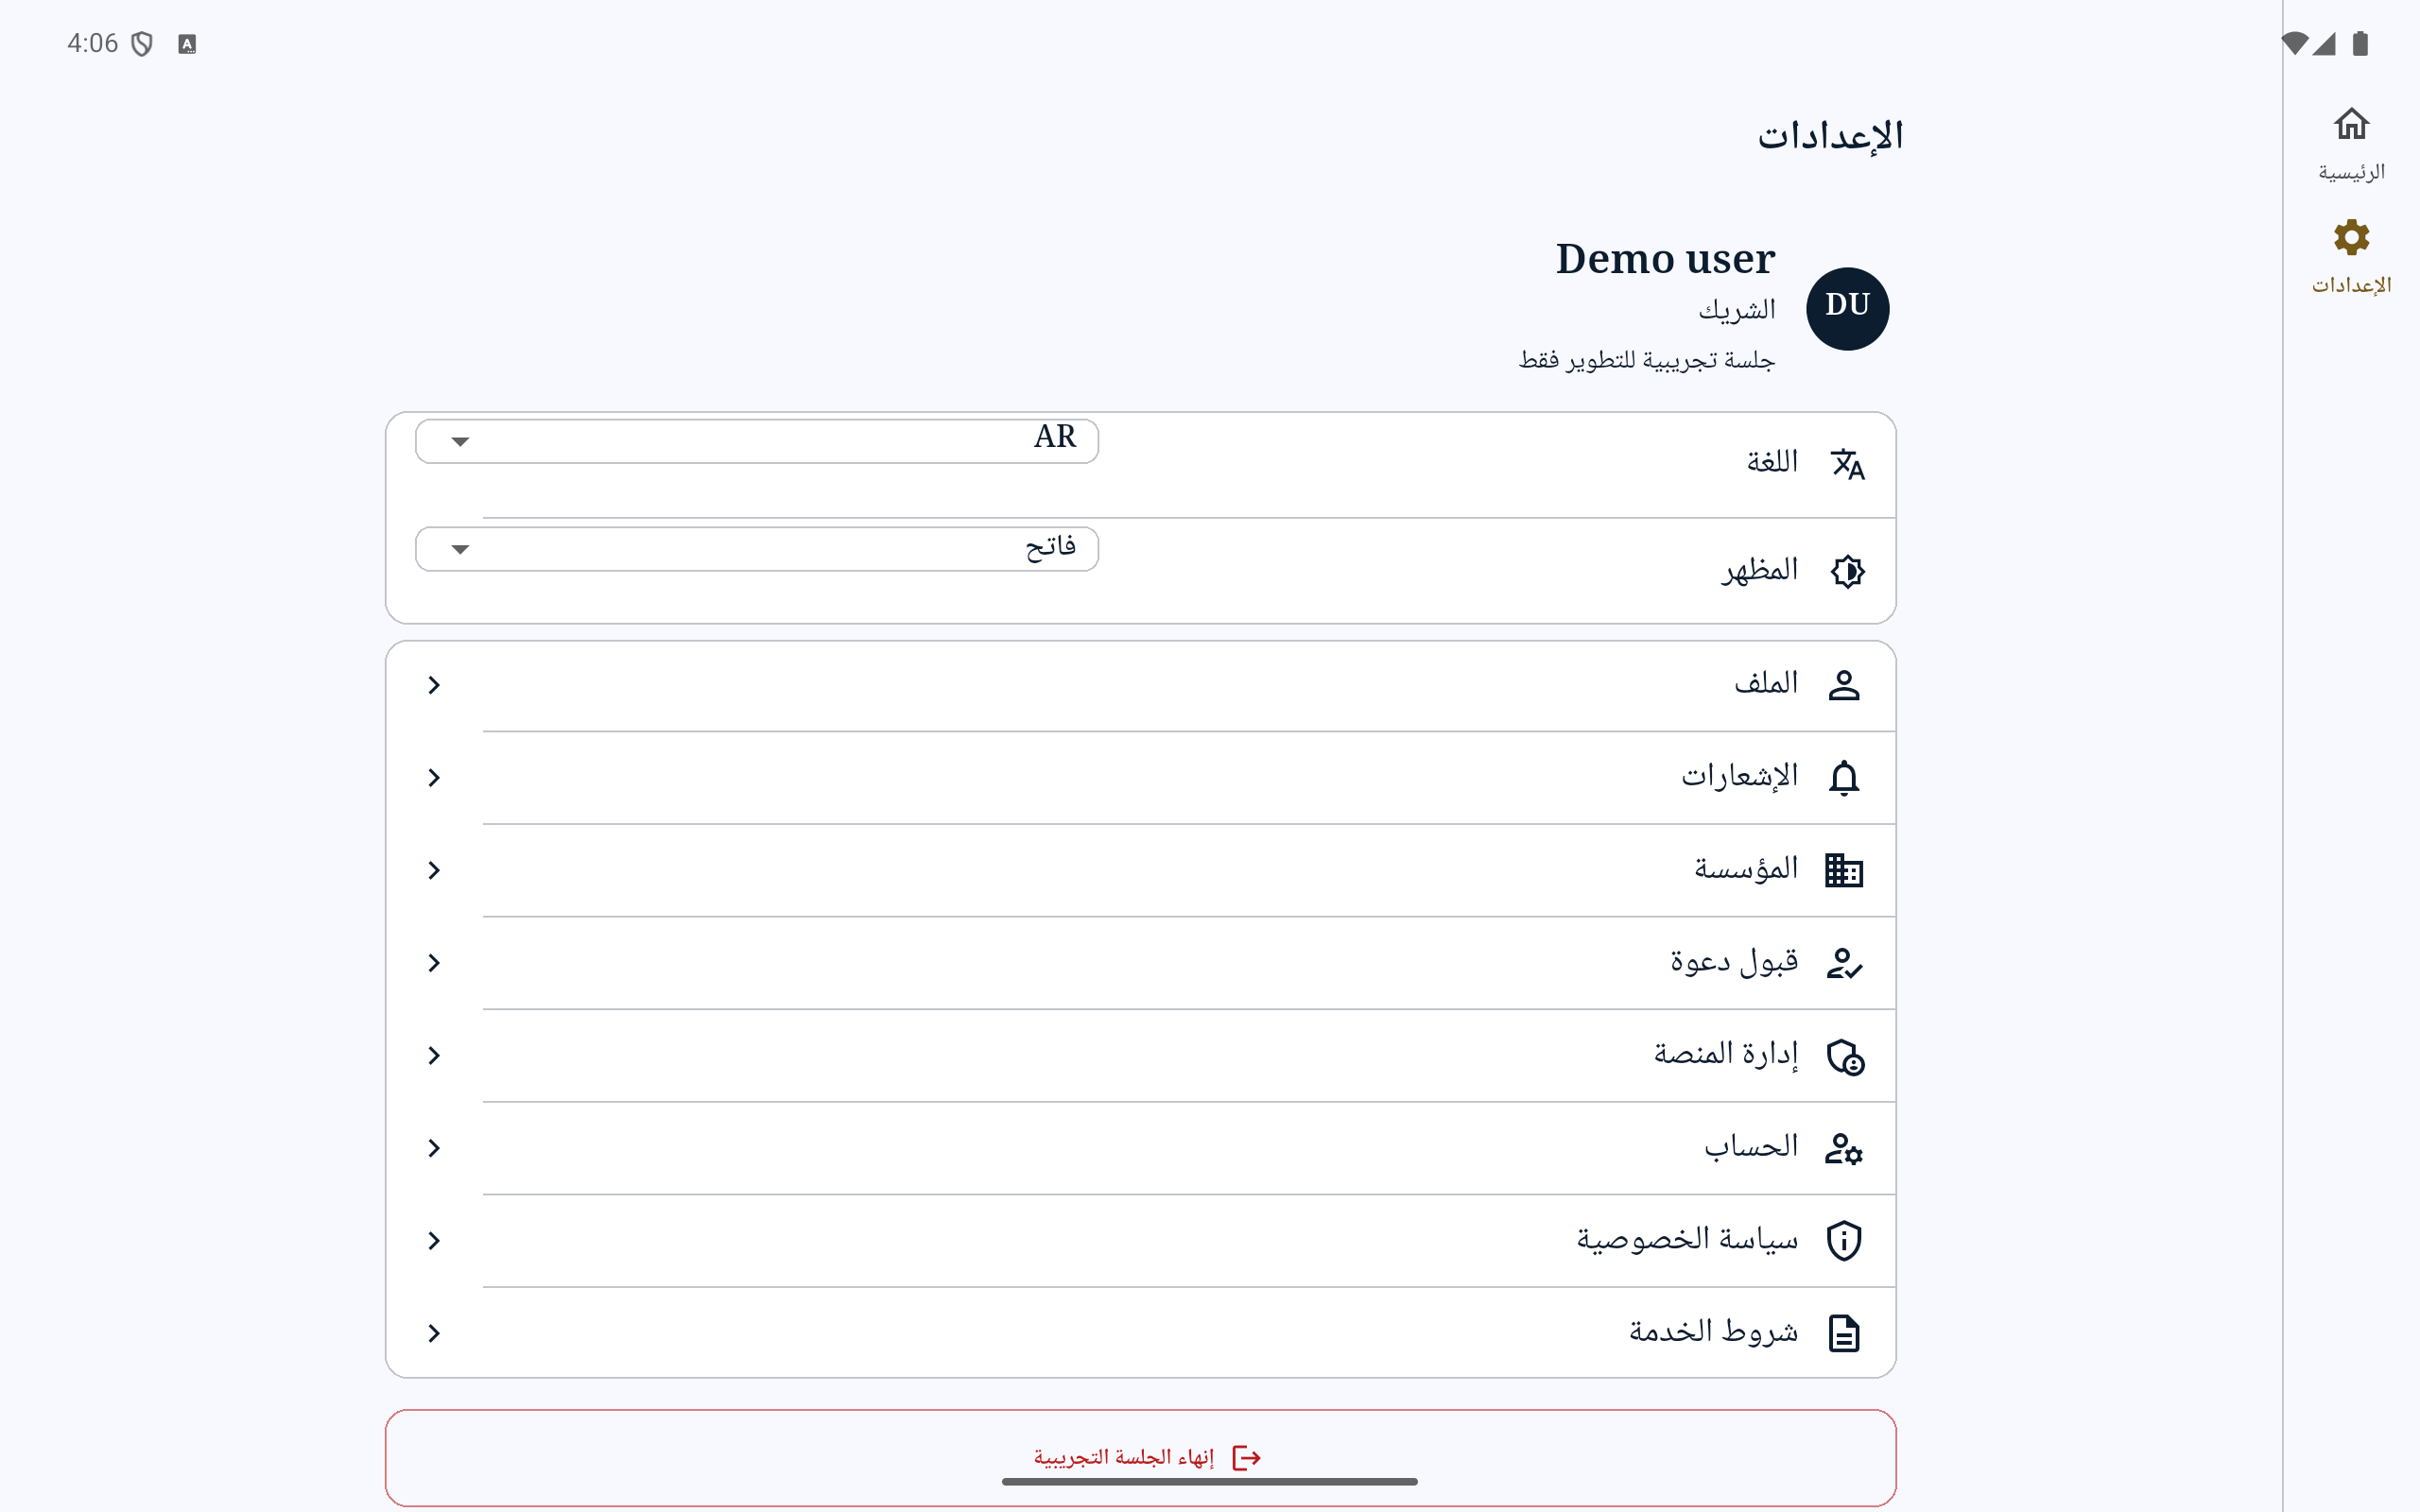 4:06
الرئيسية
الإعدادات
الإعدادات
DU
Demo user
الشريك
جلسة تجريبية للتطوير فقط
اللغة
AR
المظهر
فاتح
الملف
الإشعارات
المؤسسة
قبول دعوة
إدارة المنصة
الحساب
سياسة الخصوصية
شروط الخدمة
إنهاء الجلسة التجريبية